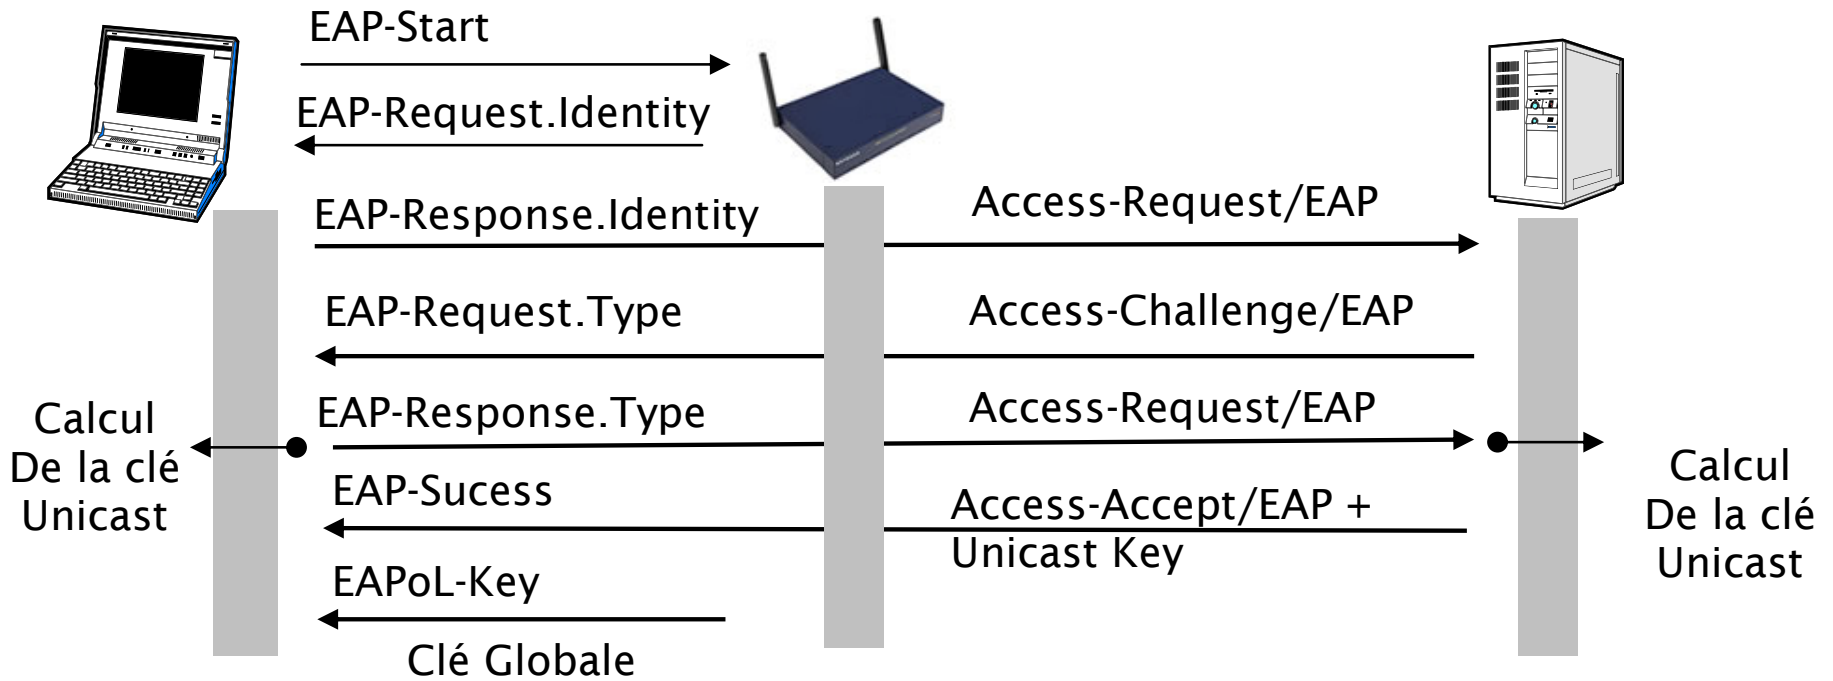 EAP-Start
EAP-Request.Identity
EAP-Response.Identity
Access-Request/EAP
EAP-Request.Type
Access-Challenge/EAP
EAP-Response.Type
Access-Request/EAP
Calcul
De la clé
Unicast
EAP-Sucess
Access-Accept/EAP +
Unicast Key
Calcul
De la clé
Unicast
EAPoL-Key
Clé Globale